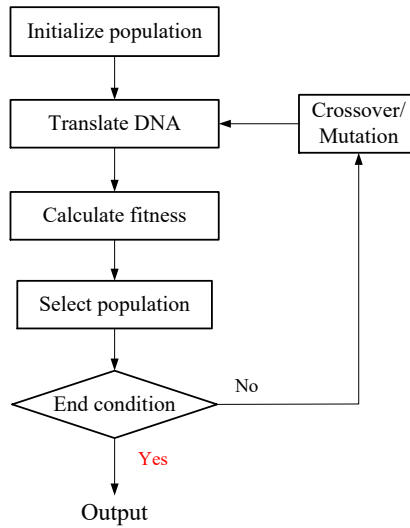 Initialize population
Translate DNA
Crossover/
Mutation
Calculate fitness
Select population
End condition
No
Yes
Output